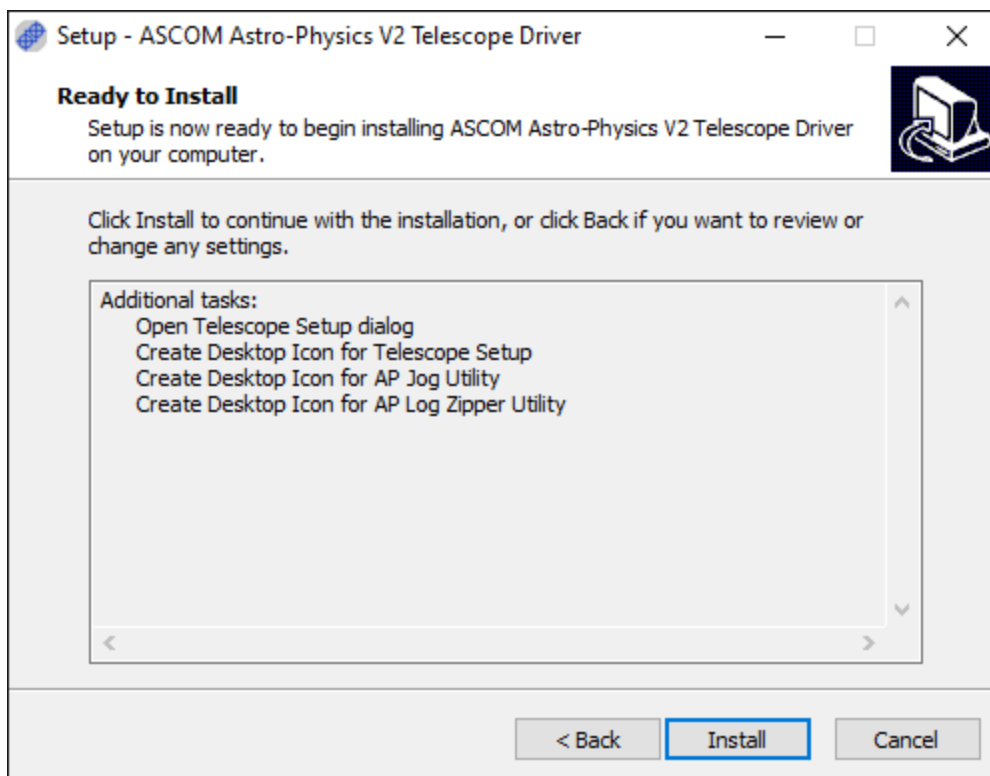 Setup - ASCOM Astro-Physics V2 Telescope Driver
Ready to Install
Setup is now ready to begin installing ASCOM Astro-Physics V2 Telescope Driver
on your computer.
Click Install to continue with the installation, or click Back if you want to review or
change any settings.
Additional tasks:
Open Telescope Setup dialog
Create Desktop Icon for Telescope Setup
Create Desktop Icon for AP Jog Utility
Create Desktop Icon for AP Log Zipper Utility
< Back Install Cancel